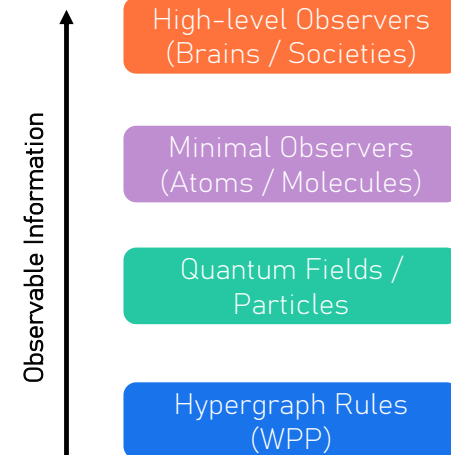 High-level Observers
(Brains / Societies)
Minimal Observers
(Atoms / Molecules)
Quantum Fields /
Particles
Hypergraph Rules
(WPP)
Observable Information